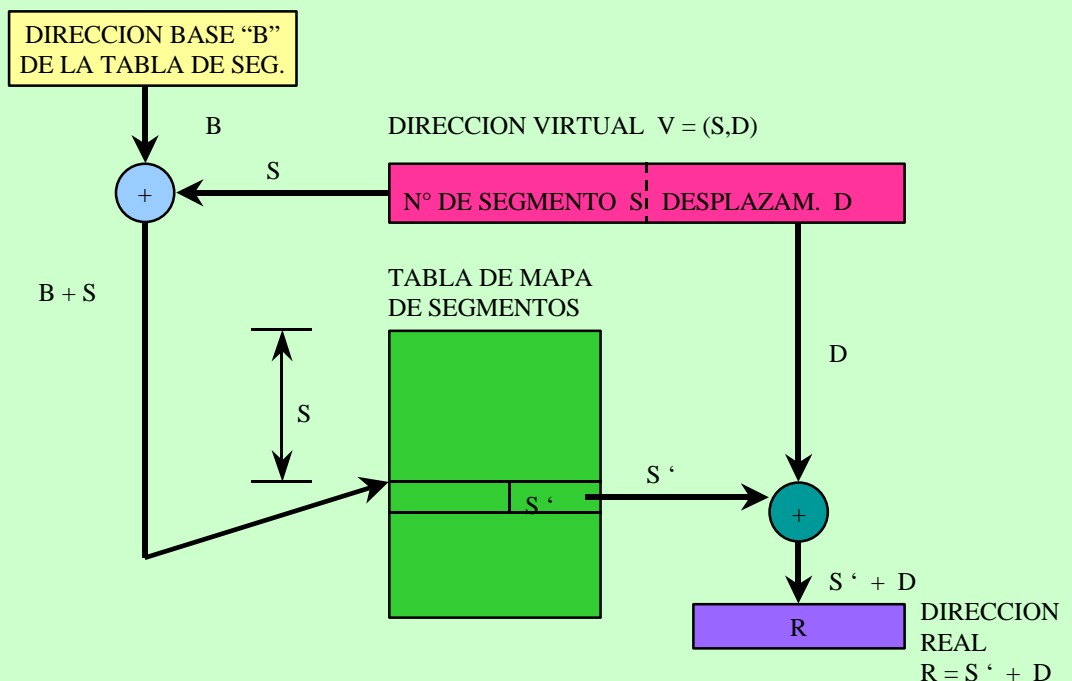 DIRECCION BASE “B”
DE LA TABLA DE SEG.
B
DIRECCION VIRTUAL V = (S,D)
S
+
N° DE SEGMENTO S
DESPLAZAM. D
B + S
TABLA DE MAPA
DE SEGMENTOS
D
S
S ‘
S ‘
+
S ‘ + D
R
DIRECCION
REAL
R = S ‘ + D